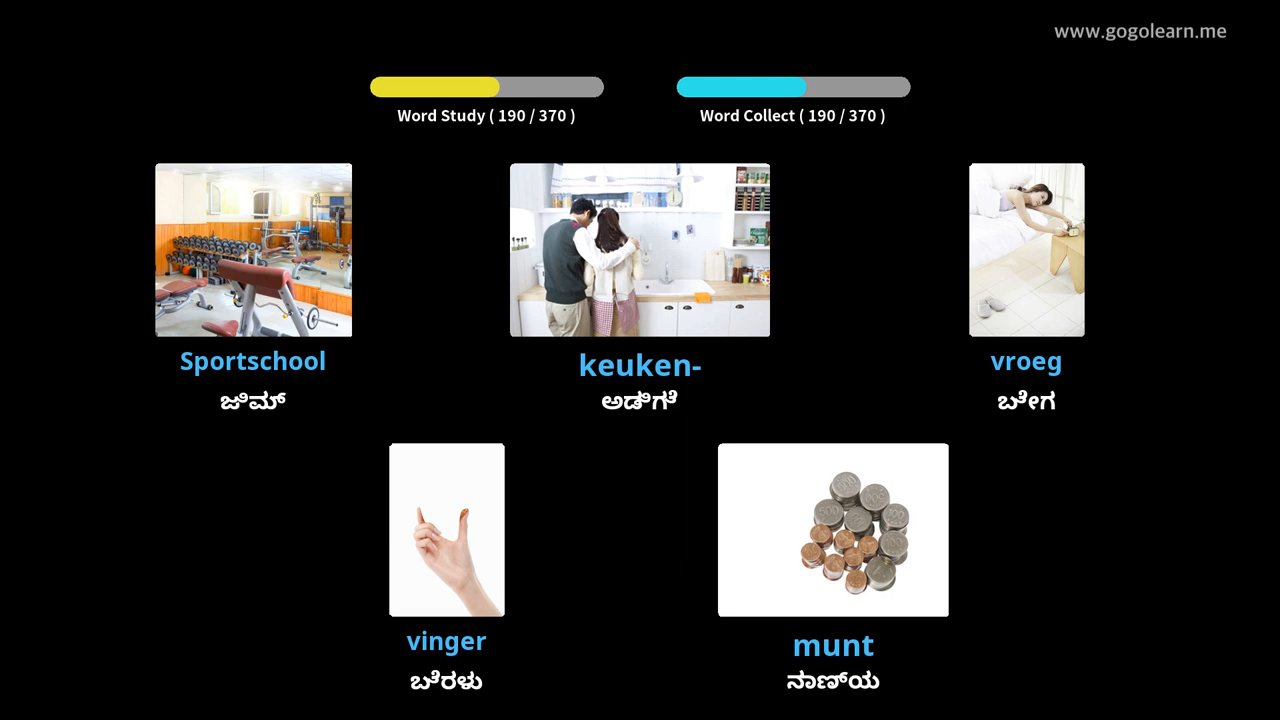 www.gogolearn.me
Word Study ( 190 / 370 )
Word Collect ( 190 / 370 )
Sportschool
ಜಿಮ್
keuken-
ಅಡಿಗೆ
vroeg
ಬೇಗ
vinger
ಬೆರಳು
munt
ನಾಣ್ಯ